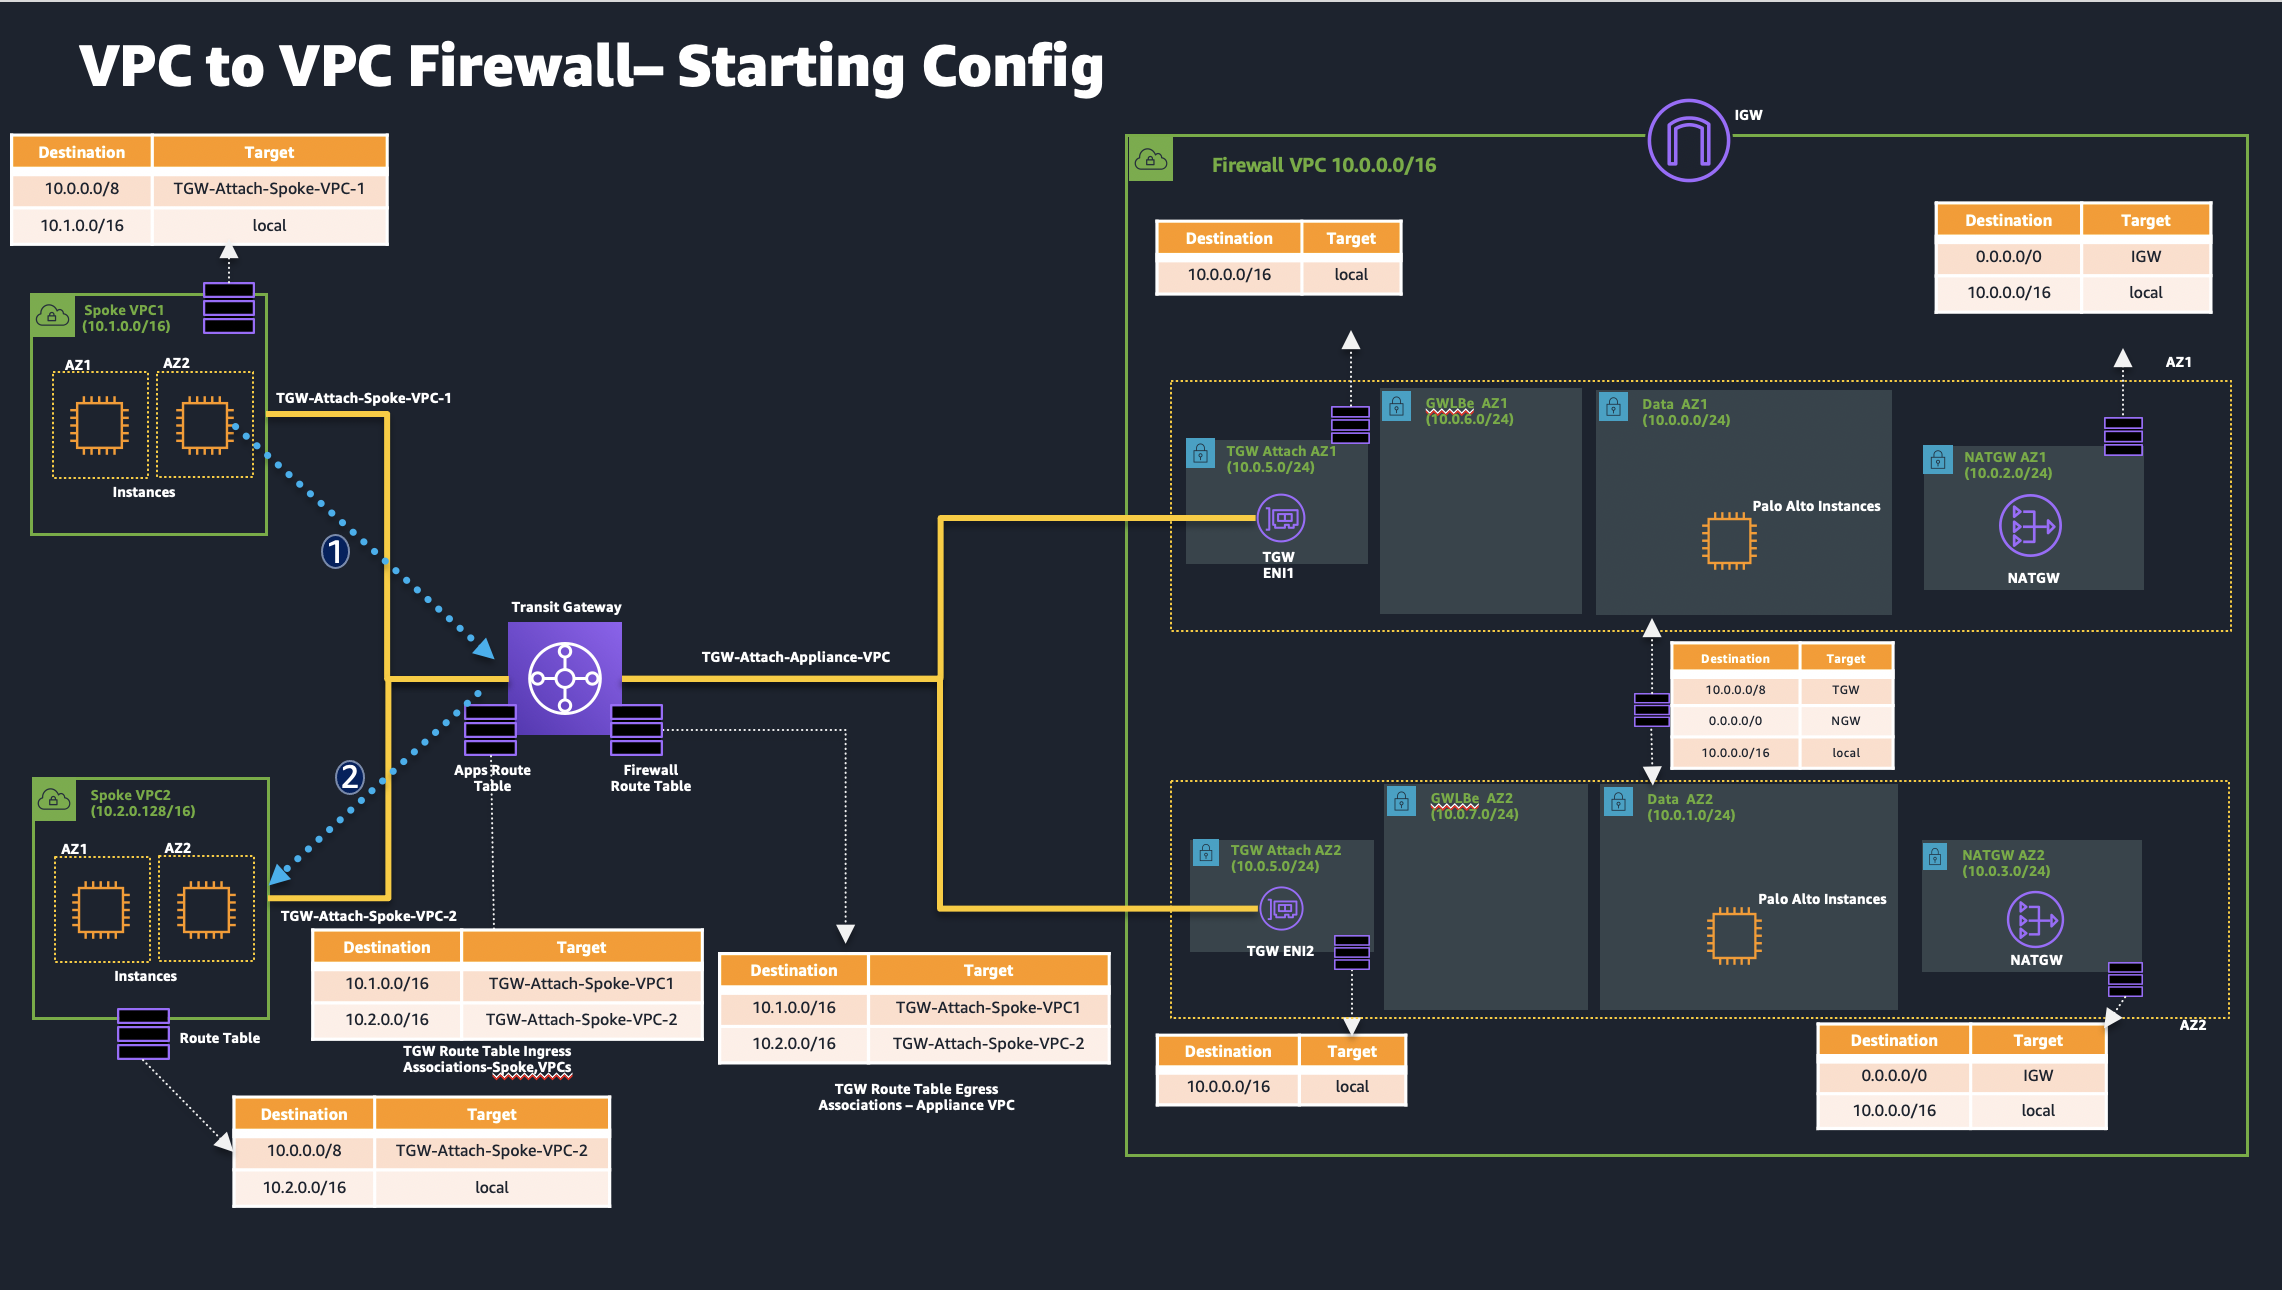 VPC to VPC Firewall– Starting Config
IGW
Destination Target
10.0.0.0/8 TGW-Attach-Spoke-VPC-1
10.1.0.0/16 local
Firewall VPC 10.0.0.0/16
Destination Target
10.0.0.0/16 local
Destination Target
0.0.0.0/0 IGW
10.0.0.0/16 local
Spoke VPC1
(10.1.0.0/16)
AZ1
AZ2
Instances
TGW-Attach-Spoke-VPC-1
1
AZ1
TGW Attach AZ1
(10.0.5.0/24)
TGW
ENI1
GWLBe AZ1
(10.0.6.0/24)
Data AZ1
(10.0.0.0/24)
Palo Alto Instances
NATGW AZ1
(10.0.2.0/24)
NATGW
Transit Gateway
TGW-Attach-Appliance-VPC
Apps Route
Table
Firewall
Route Table
Destination Target
10.0.0.0/8 TGW
0.0.0.0/0 NGW
10.0.0.0/16 local
2
Spoke VPC2
(10.2.0.128/16)
AZ1
AZ2
Instances
TGW-Attach-Spoke-VPC-2
Route Table
TGW Attach AZ2
(10.0.5.0/24)
TGW ENI2
GWLBe AZ2
(10.0.7.0/24)
Data AZ2
(10.0.1.0/24)
Palo Alto Instances
NATGW AZ2
(10.0.3.0/24)
NATGW
AZ2
Destination Target
10.1.0.0/16 TGW-Attach-Spoke-VPC1
10.2.0.0/16 TGW-Attach-Spoke-VPC-2
TGW Route Table Ingress
Associations-Spoke,VPCs
Destination Target
10.1.0.0/16 TGW-Attach-Spoke-VPC1
10.2.0.0/16 TGW-Attach-Spoke-VPC-2
TGW Route Table Egress
Associations – Appliance VPC
Destination Target
10.0.0.0/16 local
Destination Target
0.0.0.0/0 IGW
10.0.0.0/16 local
Destination Target
10.0.0.0/8 TGW-Attach-Spoke-VPC-2
10.2.0.0/16 local